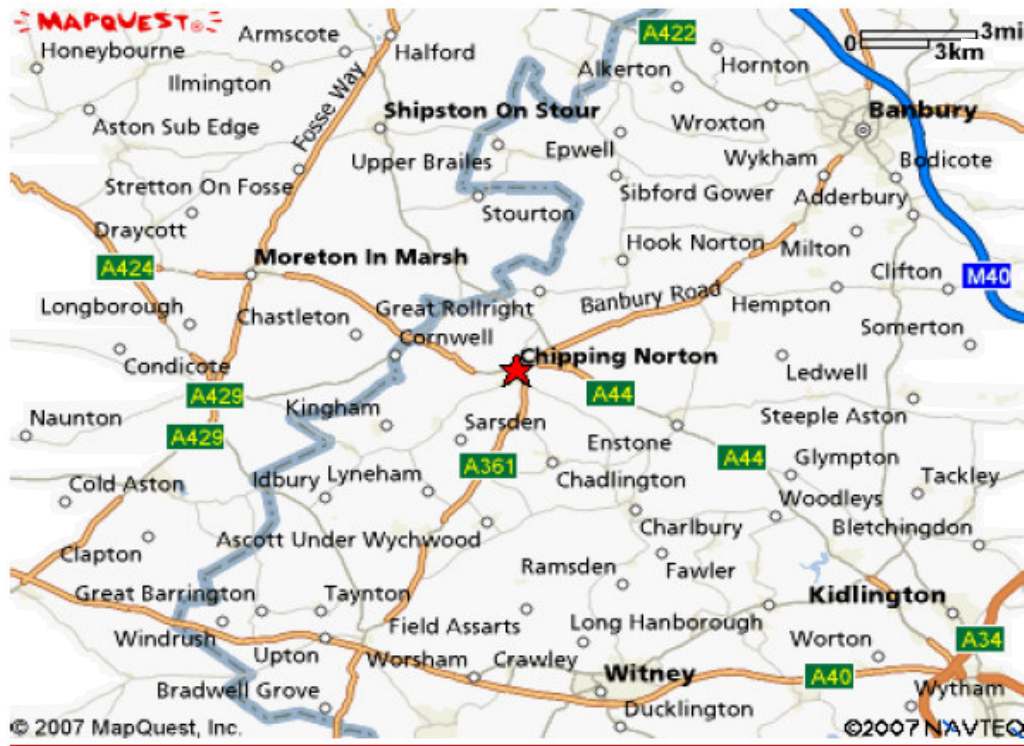 MAPQUEST®
A422
0 3mi
3km
Honeybourne
Armscote
Halford
Ilmington
Alkerton
Hornton
Fosse Way
Shipston On Stour
Banbury
Aston Sub Edge
Wroxton
Upper Brailes
Epwell
Wykham
Bodicote
Stretton On Fosse
Sibford Gower
Adderbury
Stourton
Draycott
Hook Norton
Milton
Moreton In Marsh
A424
Clifton
M40
Longborough
Chastleton
Great Rollright
Banbury Road
Hempton
Cornwell
Somerton
Condicote
Chipping Norton
Ledwell
A429
A44
Naunton
Kingham
Sarsden
Steeple Aston
A429
Enstone
A361
A44
Glympton
Cold Aston
Idbury
Lyneham
Chadlington
Tackley
Woodleys
Charlbury
Bletchingdon
Clapton
Ascott Under Wychwood
Ramsden
Fawler
Great Barrington
Taynton
Kidlington
Windrush
Field Assarts
Long Hanborough
Worton
A34
Upton
Worsham
Crawley
Witney
A40
Bradwell Grove
Ducklington
Wytham
© 2007 MapQuest, Inc.
©2007 NAVTEQ